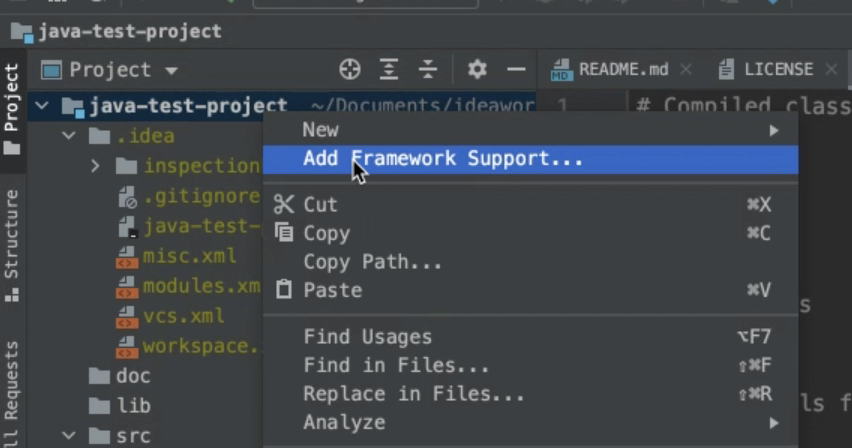 java-test-project
Project
README.md
LICENSE
java-test-project ~/Documents/ideawor
1
# Compiled class
.idea
inspection
.gitignore
java-test-
misc.xml
modules.xm
vcs.xml
workspace.
doc
lib
src
Project
Structure
ll Requests
New
Add Framework Support...
Cut ⌘X
Copy ⌘C
Copy Path...
Paste ⌘V
Find Usages ⌥F7
Find in Files... ⇧⌘F
Replace in Files... ⇧⌘R
Analyze
s
ls f